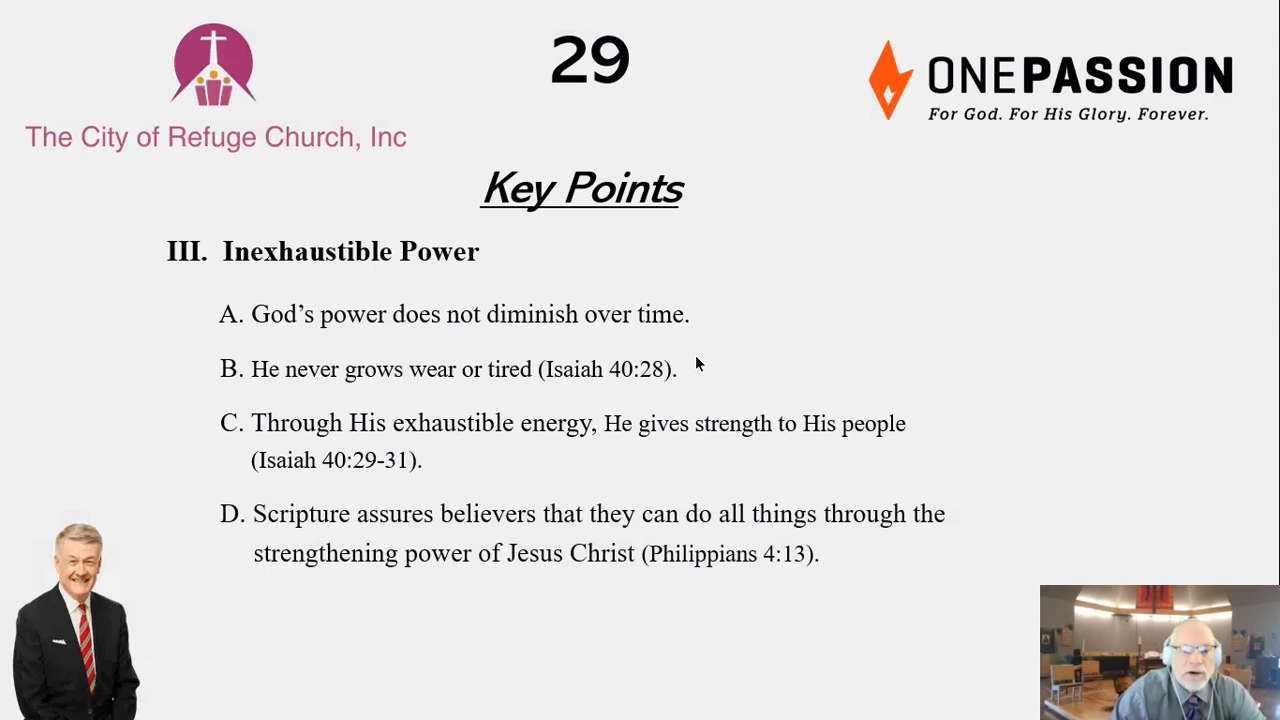 29
The City of Refuge Church, Inc
ONEPASSION
For God. For His Glory. Forever.
Key Points
III. Inexhaustible Power
A. God’s power does not diminish over time.
B. He never grows wear or tired (Isaiah 40:28).
C. Through His exhaustible energy, He gives strength to His people
(Isaiah 40:29-31).
D. Scripture assures believers that they can do all things through the
strengthening power of Jesus Christ (Philippians 4:13).